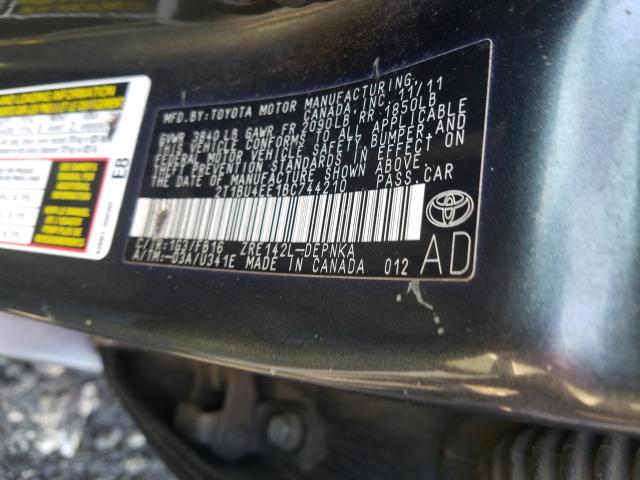 MFD.BY:TOYOTA MOTOR MANUFACTURING
CANADA, INC. 11/11
GVWR 3840 LB GAWR FR 2090LB RR 1850LB
THIS VEHICLE CONFORMS TO ALL APPLICABLE
FEDERAL MOTOR VEHICLE SAFETY, BUMPER, AND
THEFT PREVENTION STANDARDS IN EFFECT ON
THE DATE OF MANUFACTURE SHOWN ABOVE.
2T1BU4EE1BC744210 PASS.CAR
C/TR: 1G3/FB16 ZRE142L-DEPNKA
A/TM:-03A/U341E MADE IN CANADA 012
AD
E8